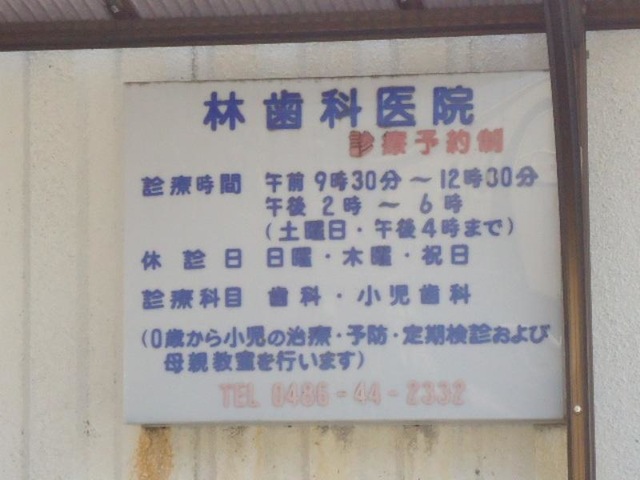 林歯科医院
診療予約制
診療時間 午前9時30分～12時30分
午後2時～6時
(土曜日・午後4時まで)
休診日 日曜・木曜・祝日
診療科目 歯科・小児歯科
(0歳から小児の治療・予防・定期検診および
母親教室を行います)
TEL 0486-44-2332